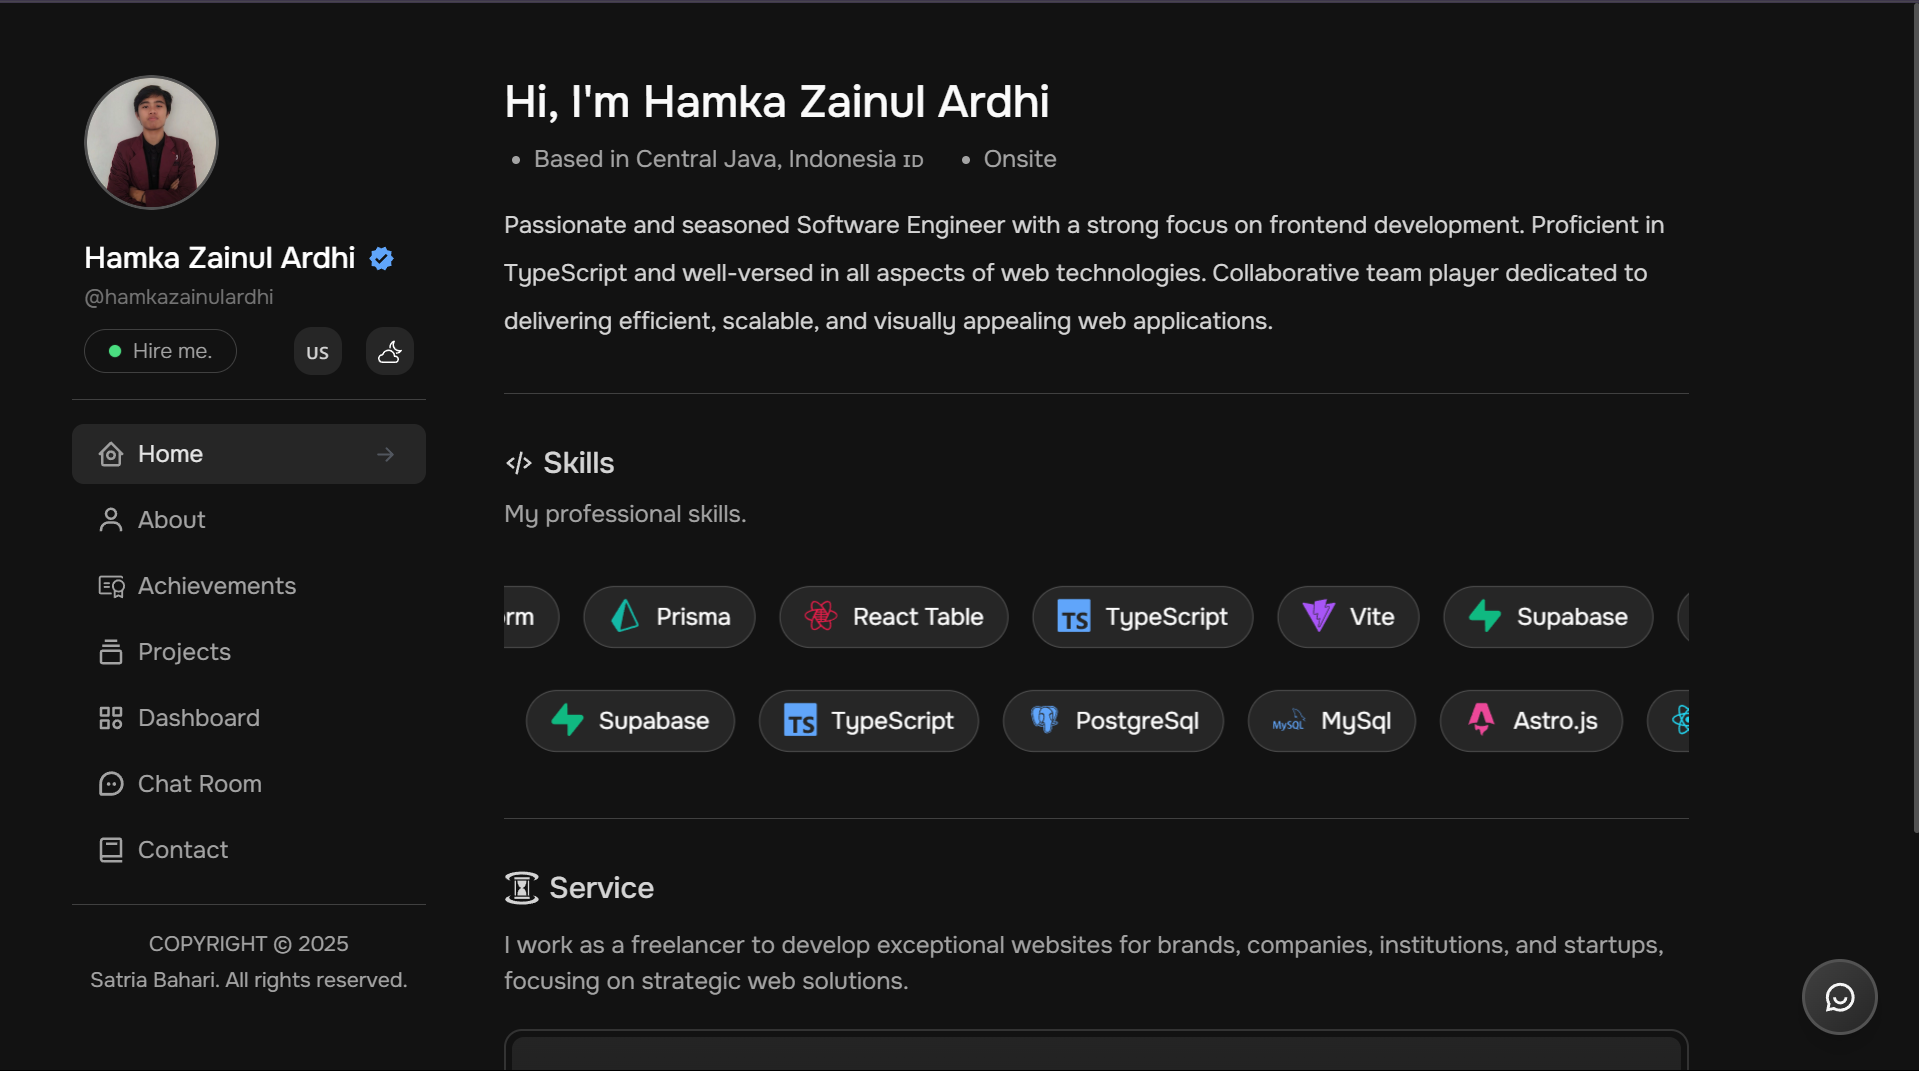 Hamka Zainul Ardhi
@hamkazainulardhi
Hire me.
US
Home
About
Achievements
Projects
Dashboard
Chat Room
Contact
COPYRIGHT © 2025
Satria Bahari. All rights reserved.
Hi, I'm Hamka Zainul Ardhi
• Based in Central Java, Indonesia ID • Onsite
Passionate and seasoned Software Engineer with a strong focus on frontend development. Proficient in
TypeScript and well-versed in all aspects of web technologies. Collaborative team player dedicated to
delivering efficient, scalable, and visually appealing web applications.
</> Skills
My professional skills.
rm Prisma React Table TS TypeScript Vite Supabase
Supabase TS TypeScript PostgreSql MySQL MySql Astro.js
Service
I work as a freelancer to develop exceptional websites for brands, companies, institutions, and startups,
focusing on strategic web solutions.